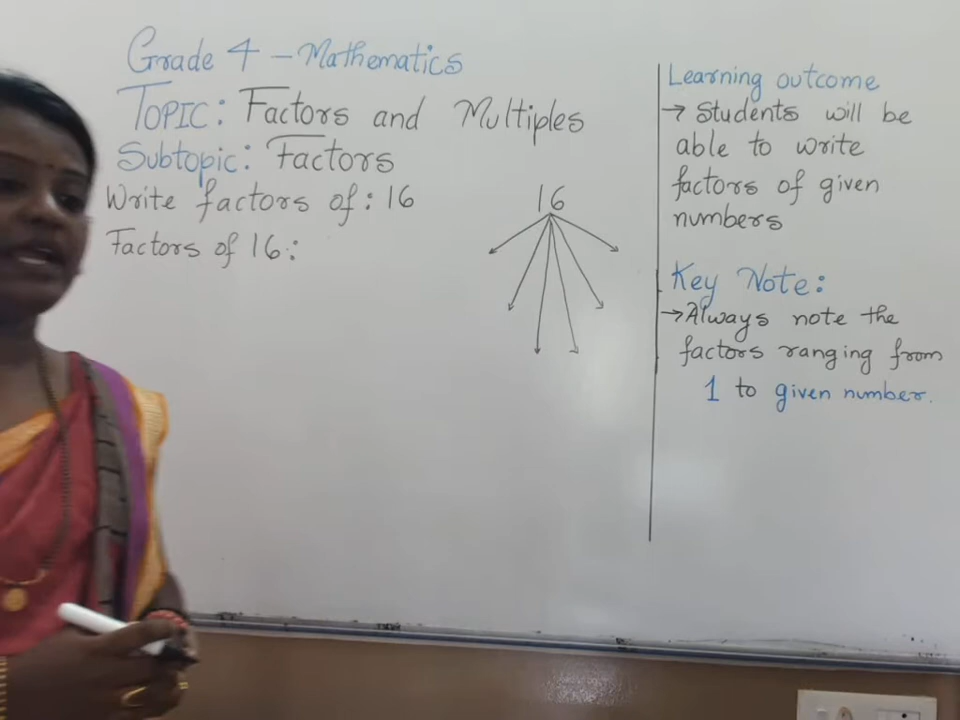 Grade 4 - Mathematics
TOPIC: Factors and Multiples
Subtopic: Factors
Write factors of : 16
Factors of 16 :
16
Learning outcome
→ Students will be
able to write
factors of given
numbers
Key Note:
→ Always note the
factors ranging from
1 to given number.